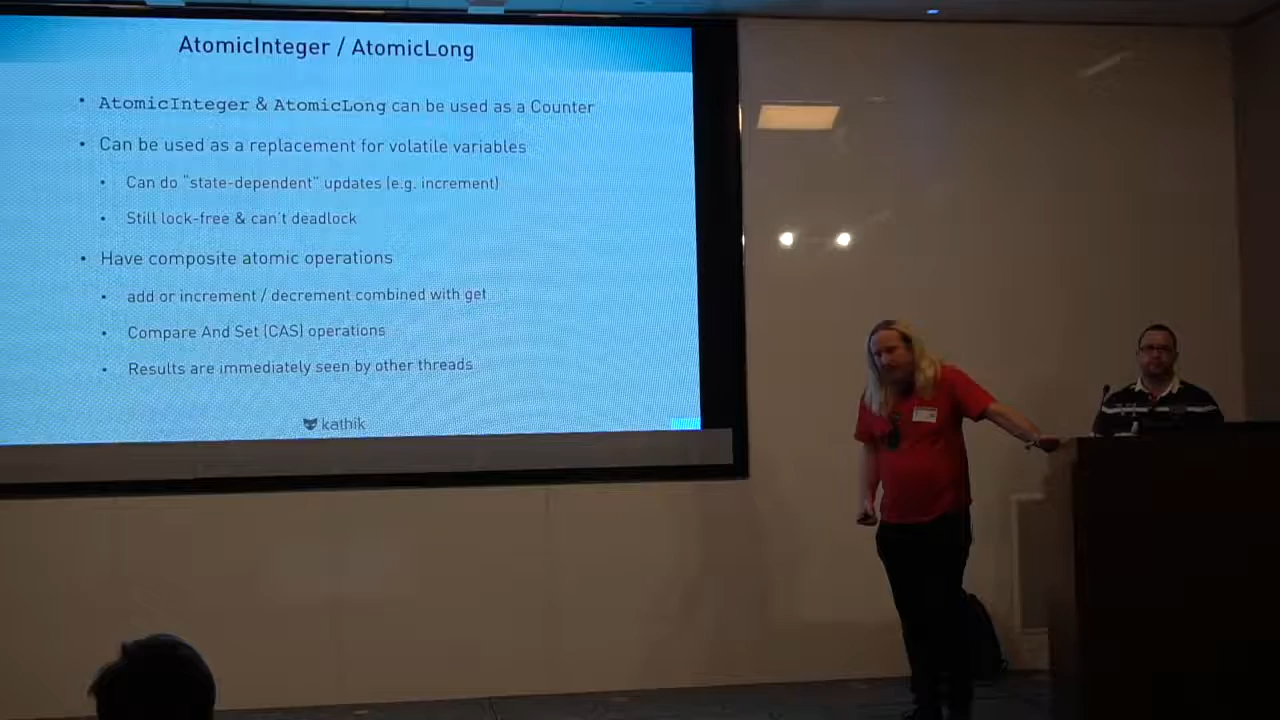 AtomicInteger / AtomicLong
• AtomicInteger & AtomicLong can be used as a Counter
• Can be used as a replacement for volatile variables
• Can do "state-dependent" updates (e.g. increment)
• Still lock-free & can't deadlock
• Have composite atomic operations
• add or increment / decrement combined with get
• Compare And Set (CAS) operations
• Results are immediately seen by other threads
kathik